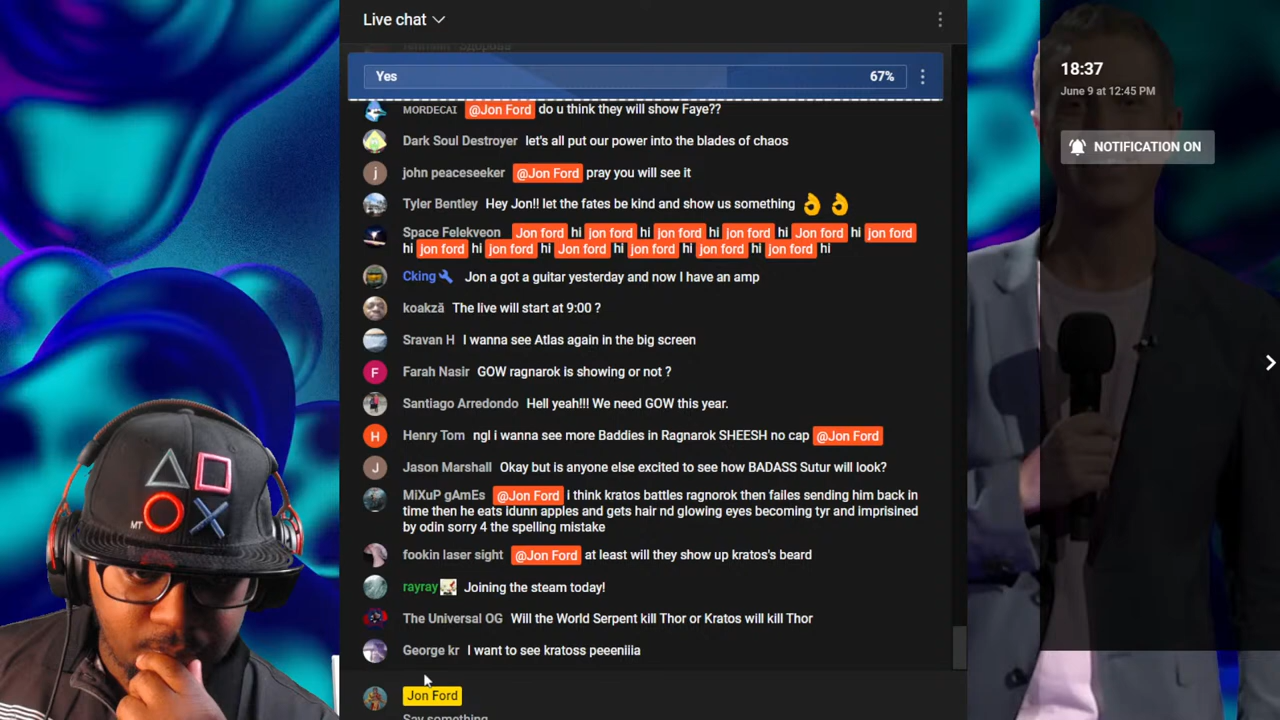 Live chat
Yes 67%
MORDECAI @Jon Ford do u think they will show Faye??
Dark Soul Destroyer let's all put our power into the blades of chaos
john peaceseeker @Jon Ford pray you will see it
Tyler Bentley Hey Jon!! let the fates be kind and show us something 👌 👌
Space Felekveon Jon ford hi jon ford hi jon ford hi jon ford hi Jon ford hi jon ford
hi jon ford hi jon ford hi Jon ford hi jon ford hi jon ford hi jon ford hi
Cking Jon a got a guitar yesterday and now I have an amp
koakză The live will start at 9:00 ?
Sravan H I wanna see Atlas again in the big screen
F Farah Nasir GOW ragnarok is showing or not ?
Santiago Arredondo Hell yeah!!! We need GOW this year.
H Henry Tom ngl i wanna see more Baddies in Ragnarok SHEESH no cap @Jon Ford
J Jason Marshall Okay but is anyone else excited to see how BADASS Sutur will look?
MiXuP gAmEs @Jon Ford i think kratos battles ragnorok then failes sending him back in
time then he eats idunn apples and gets hair nd glowing eyes becoming tyr and imprisined
by odin sorry 4 the spelling mistake
fookin laser sight @Jon Ford at least will they show up kratos's beard
rayray Joining the steam today!
The Universal OG Will the World Serpent kill Thor or Kratos will kill Thor
George kr I want to see kratoss peeeniiia
Jon Ford
Say something
18:37
June 9 at 12:45 PM
NOTIFICATION ON
MT